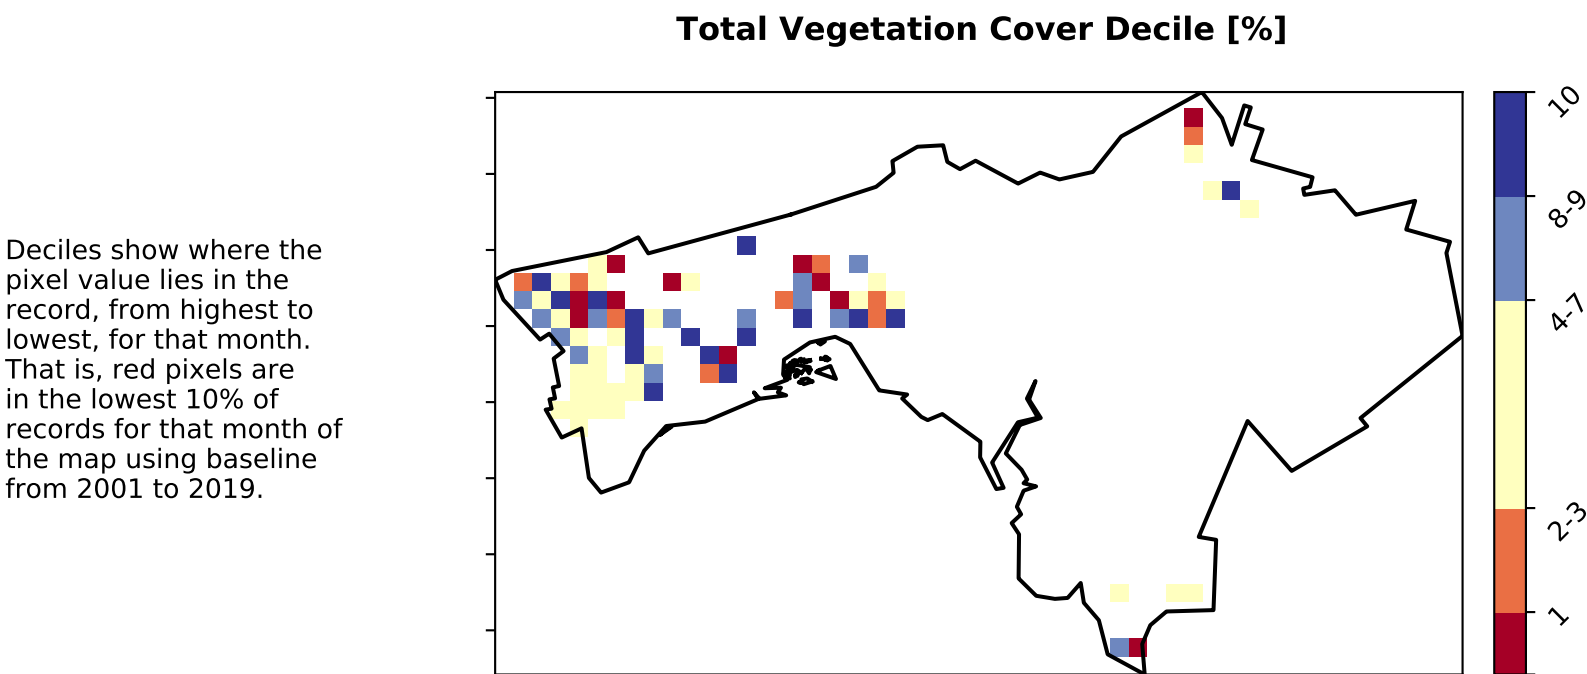 Total Vegetation Cover Decile [%]
Deciles show where the
pixel value lies in the
record, from highest to
lowest, for that month.
That is, red pixels are
in the lowest 10% of
records for that month of
the map using baseline
from 2001 to 2019.
10
8-9
4-7
2-3
1